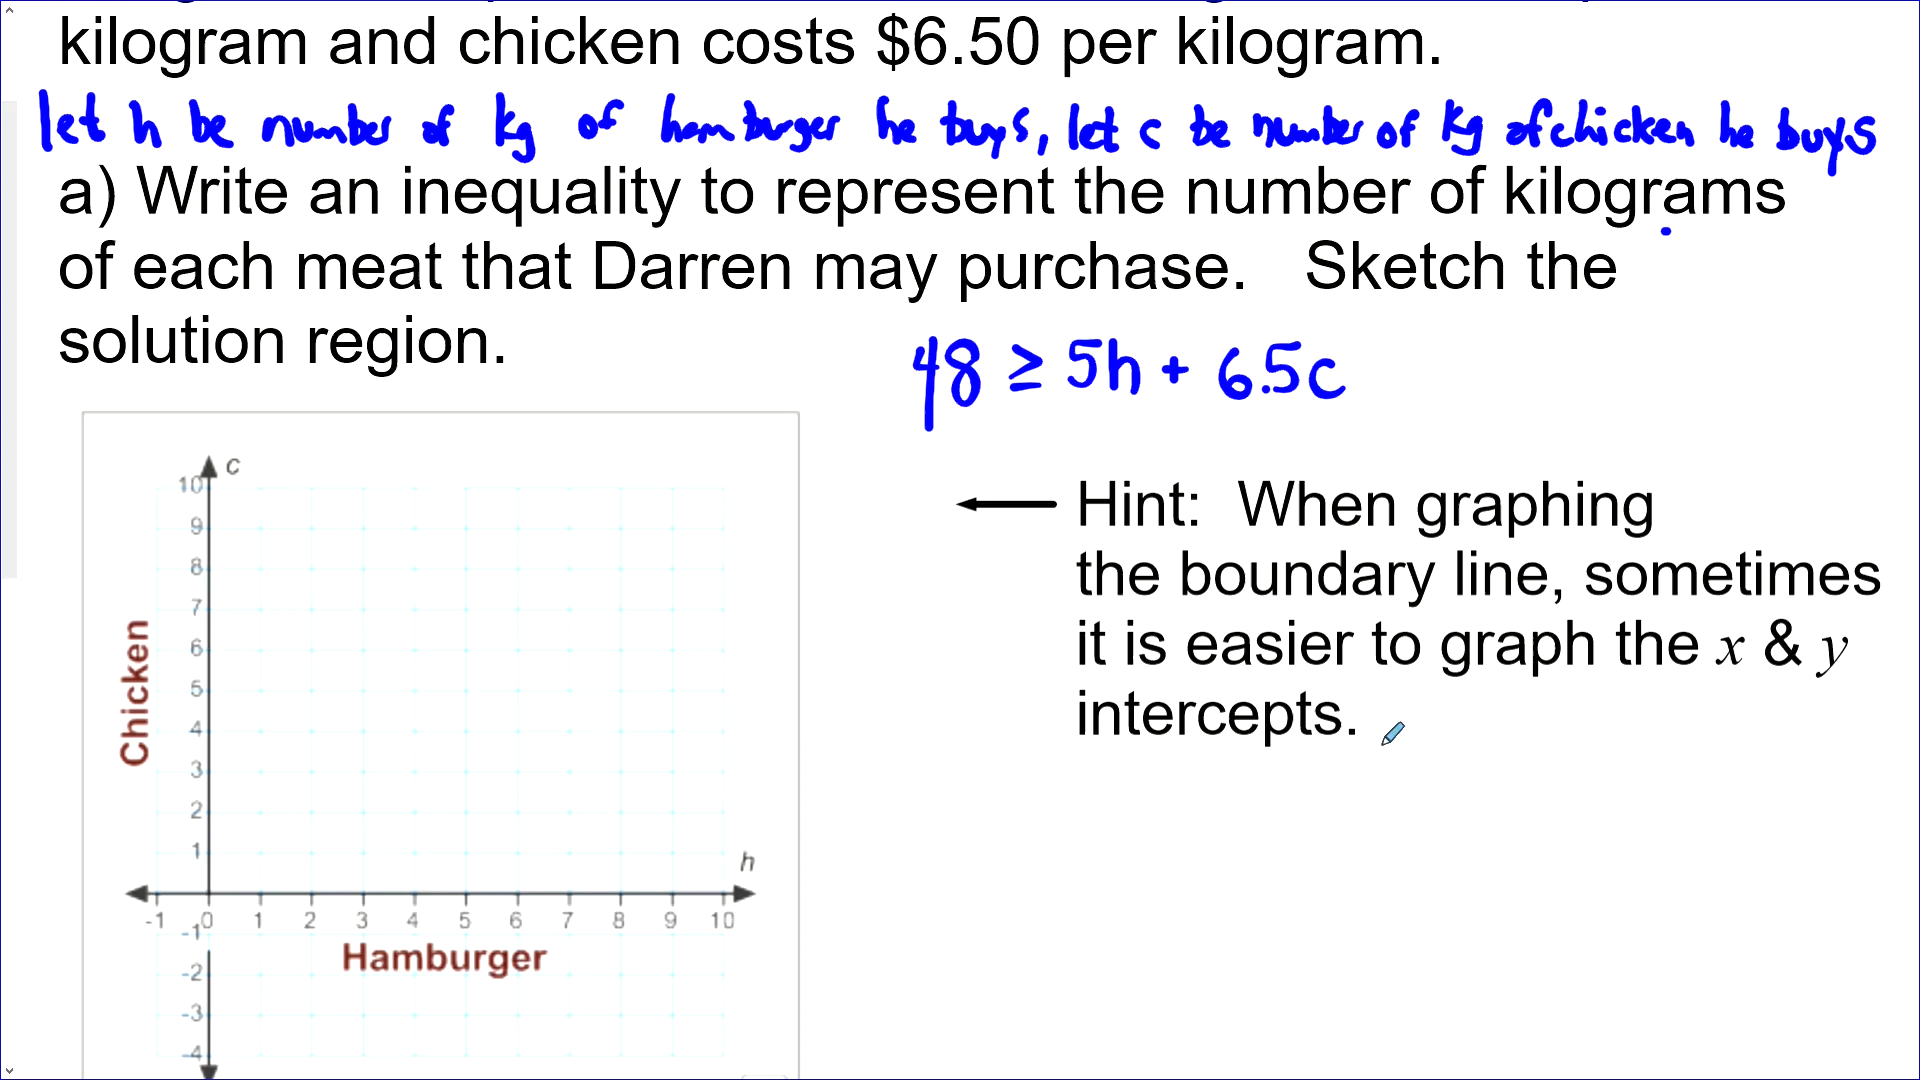 kilogram and chicken costs $6.50 per kilogram.
let h be number of kg of hamburger he buys, let c be number of kg of chicken he buys
a) Write an inequality to represent the number of kilograms
of each meat that Darren may purchase. Sketch the
solution region.
48 ≥ 5h + 6.5c
Hint: When graphing
the boundary line, sometimes
it is easier to graph the x & y
intercepts.
c
10
9
8
7
6
5
4
3
2
1
Chicken
h
-1 0 1 2 3 4 5 6 7 8 9 10
-1
Hamburger
-2
-3
-4